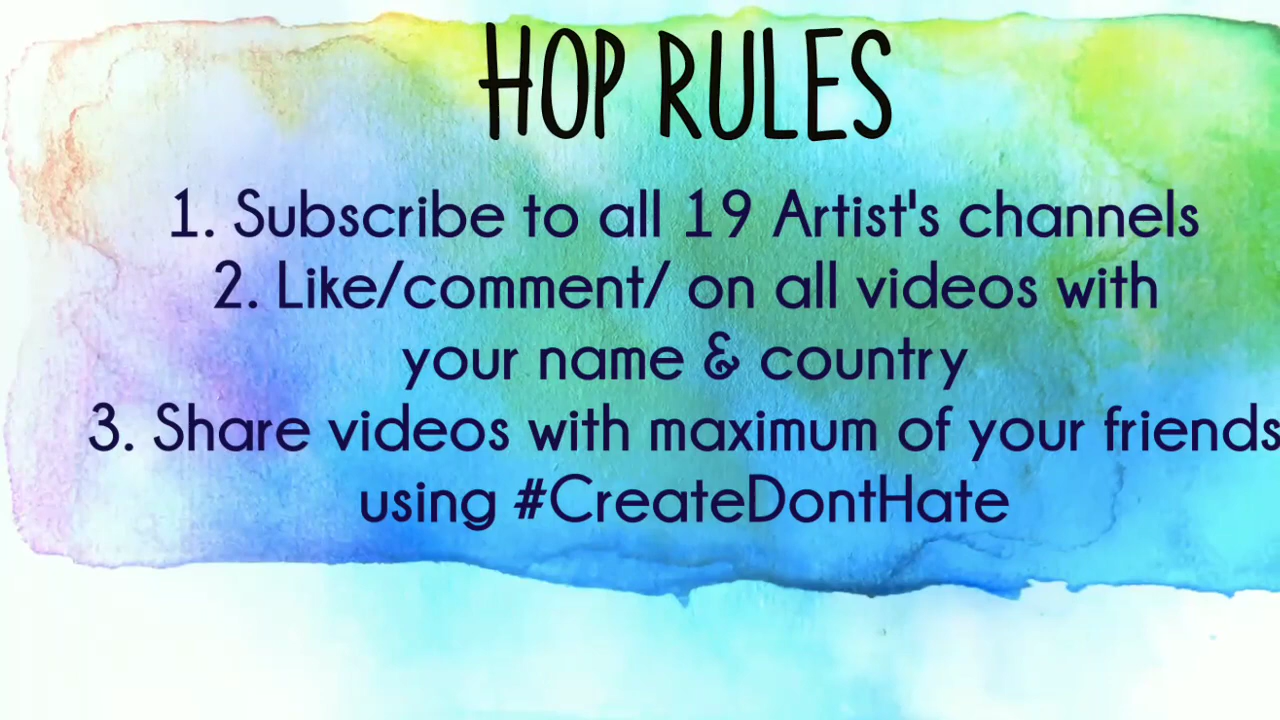 HOP RULES
1. Subscribe to all 19 Artist's channels
2. Like/comment/ on all videos with
your name & country
3. Share videos with maximum of your friends
using #CreateDontHate